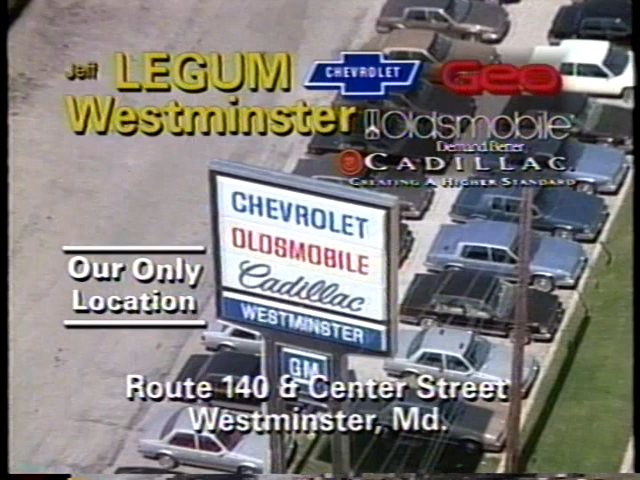 Jeff LEGUM
Westminster
CHEVROLET
Geo
Oldsmobile
Demand Better
CADILLAC.
CREATING A HIGHER STANDARD
CHEVROLET
OLDSMOBILE
Cadillac
WESTMINSTER
GM
Our Only
Location
Route 140 & Center Street
Westminster, Md.